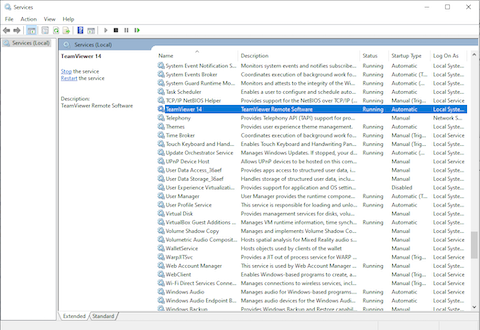 Services
File Action View Help
Services (Local)
Services (Local)
TeamViewer 14
Stop the service
Restart the service
Description:
TeamViewer Remote Software
Name Description Status Startup Type Log On As
System Event Notification S... Monitors system events and notifies subscribe... Running Automatic Local Syste...
System Events Broker Coordinates execution of background work fo... Running Automatic (T... Local Syste...
System Guard Runtime Mon... Monitors and attests to the integrity of the Wi... Running Automatic (... Local Syste...
Task Scheduler Enables a user to configure and schedule auto... Running Automatic Local Syste...
TCP/IP NetBIOS Helper Provides support for the NetBIOS over TCP/IP (... Running Manual (Trig... Local Service
TeamViewer 14 TeamViewer Remote Software Running Automatic Local Syste...
Telephony Provides Telephony API (TAPI) support for pro... Manual Network S...
Themes Provides user experience theme management. Running Automatic Local Syste...
Time Broker Coordinates execution of background work fo... Running Manual (Trig... Local Service
Touch Keyboard and Hand... Enables Touch Keyboard and Handwriting Pan... Running Manual (Trig... Local Syste...
Update Orchestrator Service Manages Windows Updates. If stopped, your d... Running Automatic (... Local Syste...
UPnP Device Host Allows UPnP devices to be hosted on this com... Manual Local Service
User Data Access_36aef Provides apps access to structured user data, i... Manual Local Syste...
User Data Storage_36aef Handles storage of structured user data, includ... Manual Local Syste...
User Experience Virtualizati... Provides support for application and OS settin... Disabled Local Syste...
User Manager User Manager provides the runtime compone... Running Automatic (T... Local Syste...
User Profile Service This service is responsible for loading and unlo... Running Automatic Local Syste...
Virtual Disk Provides management services for disks, volu... Manual Local Syste...
VirtualBox Guest Additions ... Manages VM runtime information, time synch... Running Automatic Local Syste...
Volume Shadow Copy Manages and implements Volume Shadow C... Manual Local Syste...
Volumetric Audio Composit... Hosts spatial analysis for Mixed Reality audio s... Manual Local Service
WalletService Hosts objects used by clients of the wallet Manual Local Syste...
WarpJITSvc Provides a JIT out of process service for WARP ... Manual (Trig... Local Service
Web Account Manager This service is used by Web Account Manager ... Running Manual Local Syste...
WebClient Enables Windows-based programs to create, a... Manual (Trig... Local Service
Wi-Fi Direct Services Connec... Manages connections to wireless services, incl... Manual (Trig... Local Service
Windows Audio Manages audio for Windows-based programs.... Running Automatic Local Service
Windows Audio Endpoint B... Manages audio devices for the Windows Audi... Running Automatic Local Syste...
Windows Backup Provides Windows Backup and Restore capabil... Manual Local Syste...
Extended Standard